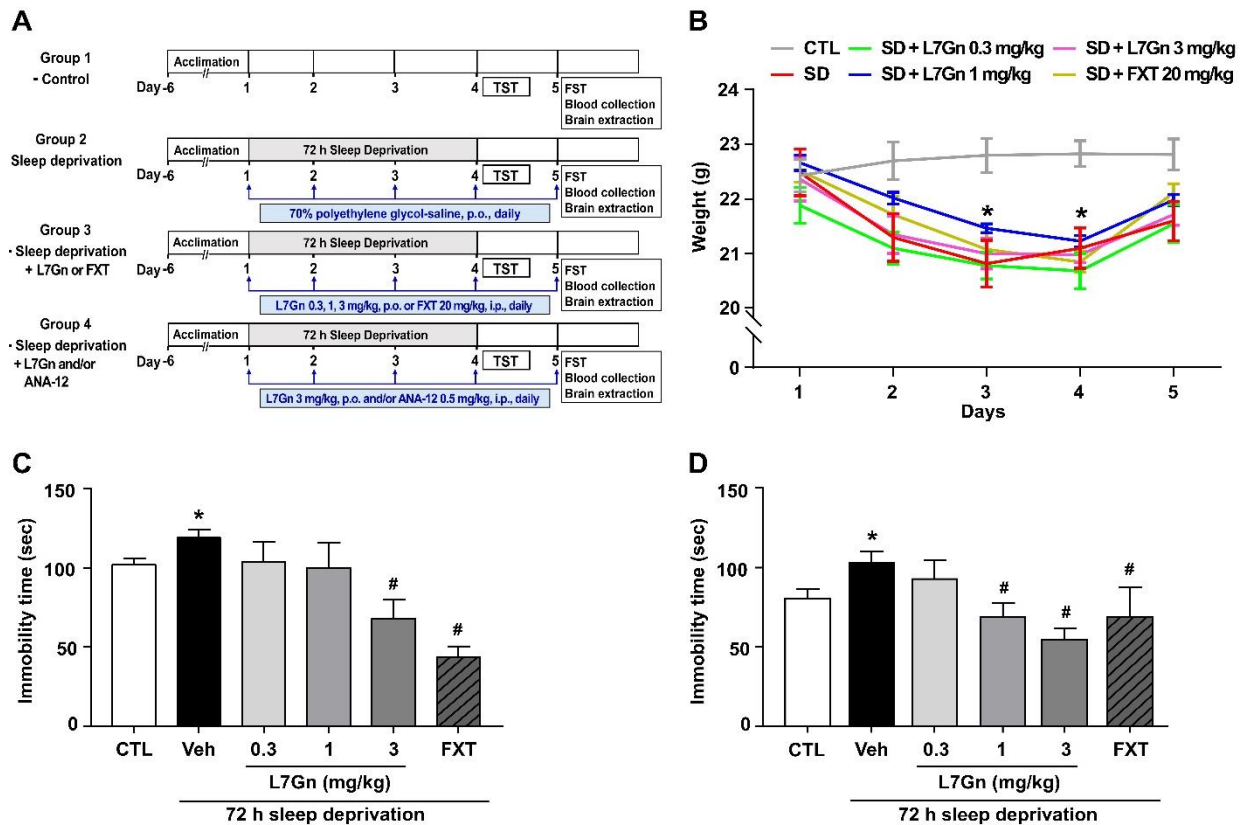 A
Group 1
- Control
Acclimation
Day -6 1 2 3 4 TST 5
FST
Blood collection
Brain extraction
Group 2
Sleep deprivation
Acclimation 72 h Sleep Deprivation
Day -6 1 2 3 4 TST 5
FST
Blood collection
Brain extraction
70% polyethylene glycol-saline, p.o., daily
Group 3
- Sleep deprivation
+ L7Gn or FXT
Acclimation 72 h Sleep Deprivation
Day -6 1 2 3 4 TST 5
FST
Blood collection
Brain extraction
L7Gn 0.3, 1, 3 mg/kg, p.o. or FXT 20 mg/kg, i.p., daily
Group 4
- Sleep deprivation
+ L7Gn and/or
ANA-12
Acclimation 72 h Sleep Deprivation
Day -6 1 2 3 4 TST 5
FST
Blood collection
Brain extraction
L7Gn 3 mg/kg, p.o. and/or ANA-12 0.5 mg/kg, i.p., daily
B
CTL SD + L7Gn 0.3 mg/kg SD + L7Gn 3 mg/kg
SD SD + L7Gn 1 mg/kg SD + FXT 20 mg/kg
Weight (g)
24
23
22
21
20
0
* *
1 2 3 4 5
Days
C
Immobility time (sec)
150
100
50
0
* # #
CTL Veh 0.3 1 3 FXT
L7Gn (mg/kg)
72 h sleep deprivation
D
Immobility time (sec)
150
100
50
0
* # # #
CTL Veh 0.3 1 3 FXT
L7Gn (mg/kg)
72 h sleep deprivation